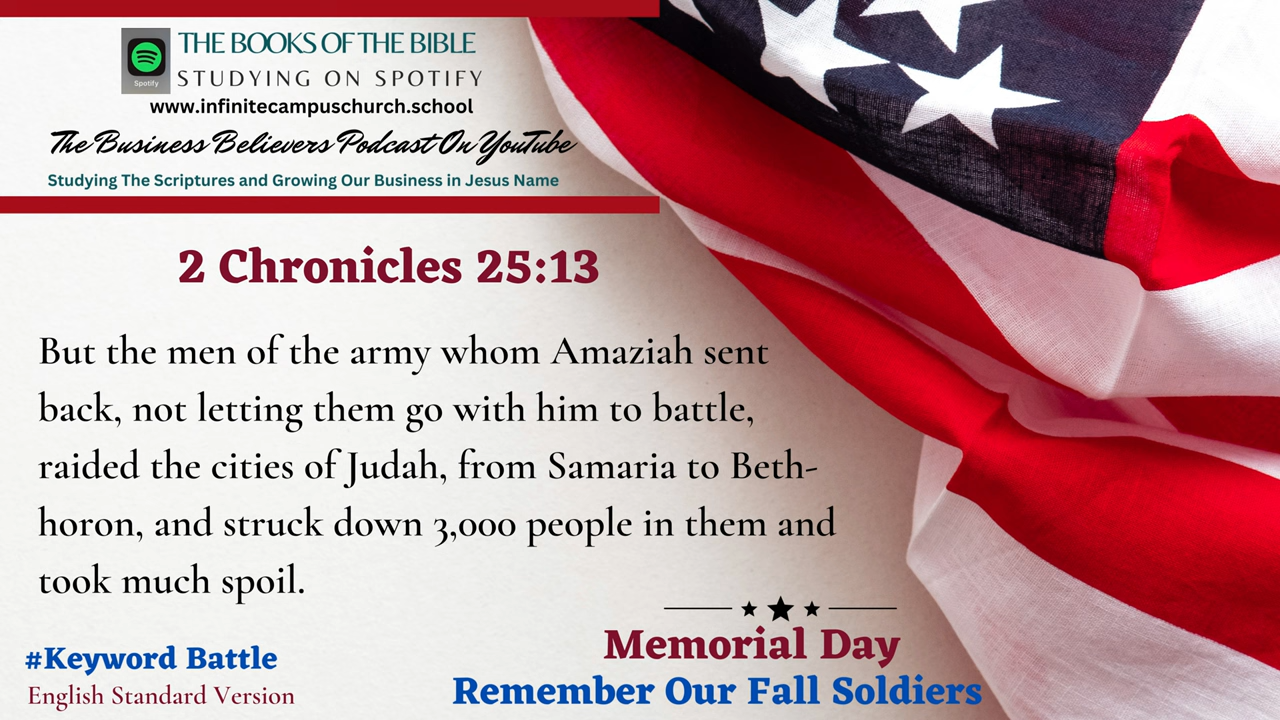 THE BOOKS OF THE BIBLE
Spotify
STUDYING ON SPOTIFY
www.infinitecampuschurch.school
The Business Believers Podcast On YouTube
Studying The Scriptures and Growing Our Business in Jesus Name
2 Chronicles 25:13
But the men of the army whom Amaziah sent
back, not letting them go with him to battle,
raided the cities of Judah, from Samaria to Beth-
horon, and struck down 3,000 people in them and
took much spoil.
#Keyword Battle
English Standard Version
Memorial Day
Remember Our Fall Soldiers